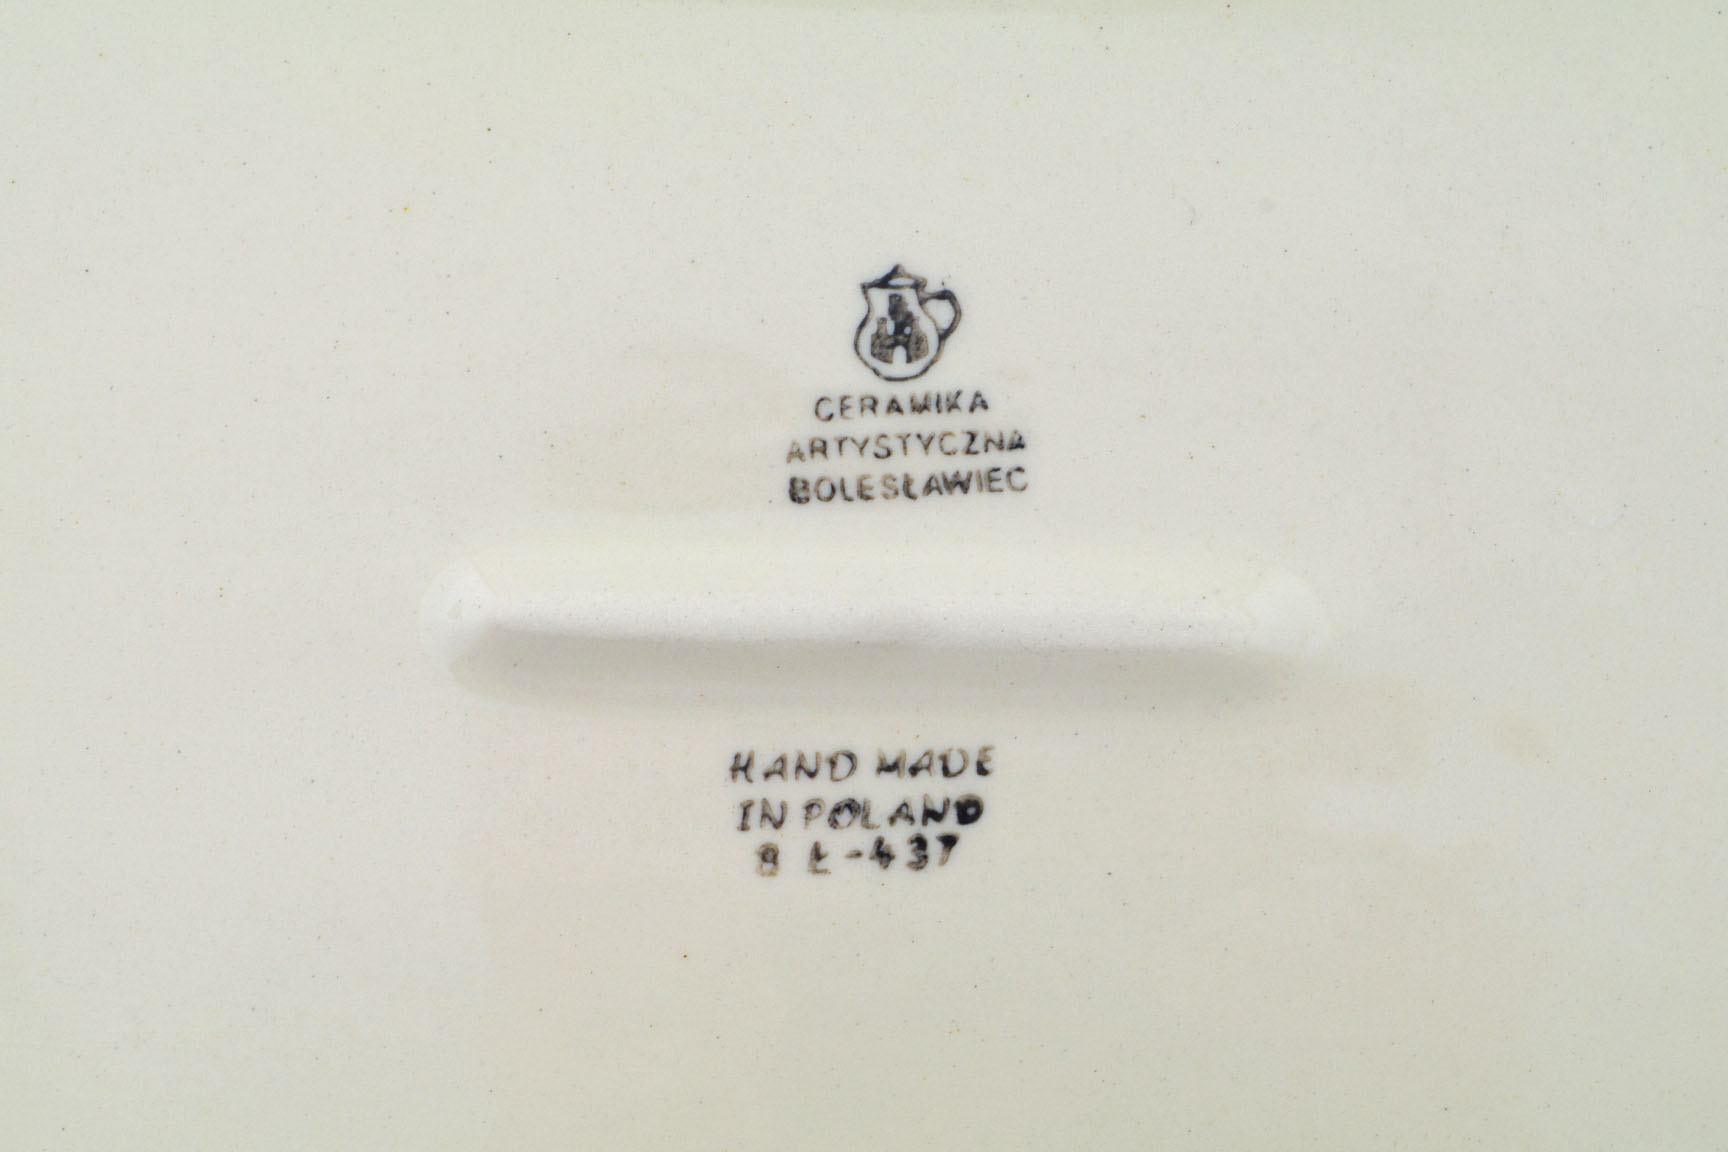 CERAMIKA
ARTYSTYCZNA
BOLESŁAWIEC
HAND MADE
IN POLAND
8 Ł-437